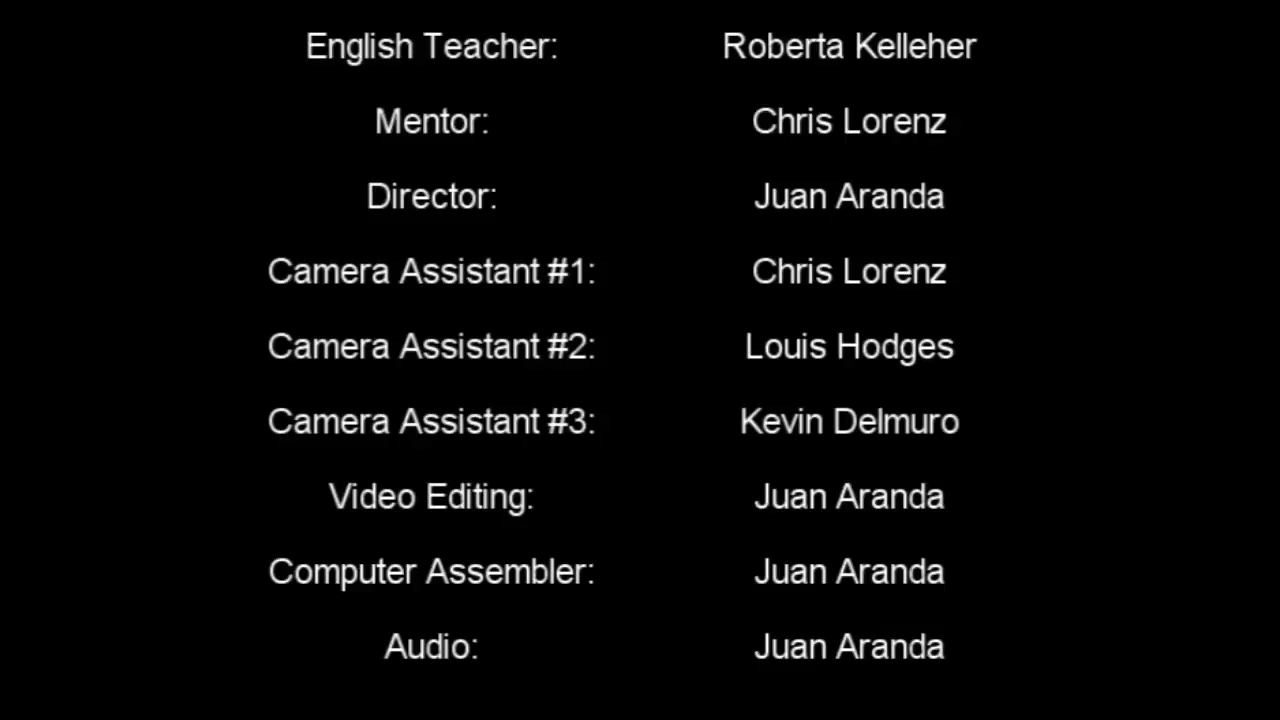 English Teacher: Roberta Kelleher
Mentor: Chris Lorenz
Director: Juan Aranda
Camera Assistant #1: Chris Lorenz
Camera Assistant #2: Louis Hodges
Camera Assistant #3: Kevin Delmuro
Video Editing: Juan Aranda
Computer Assembler: Juan Aranda
Audio: Juan Aranda